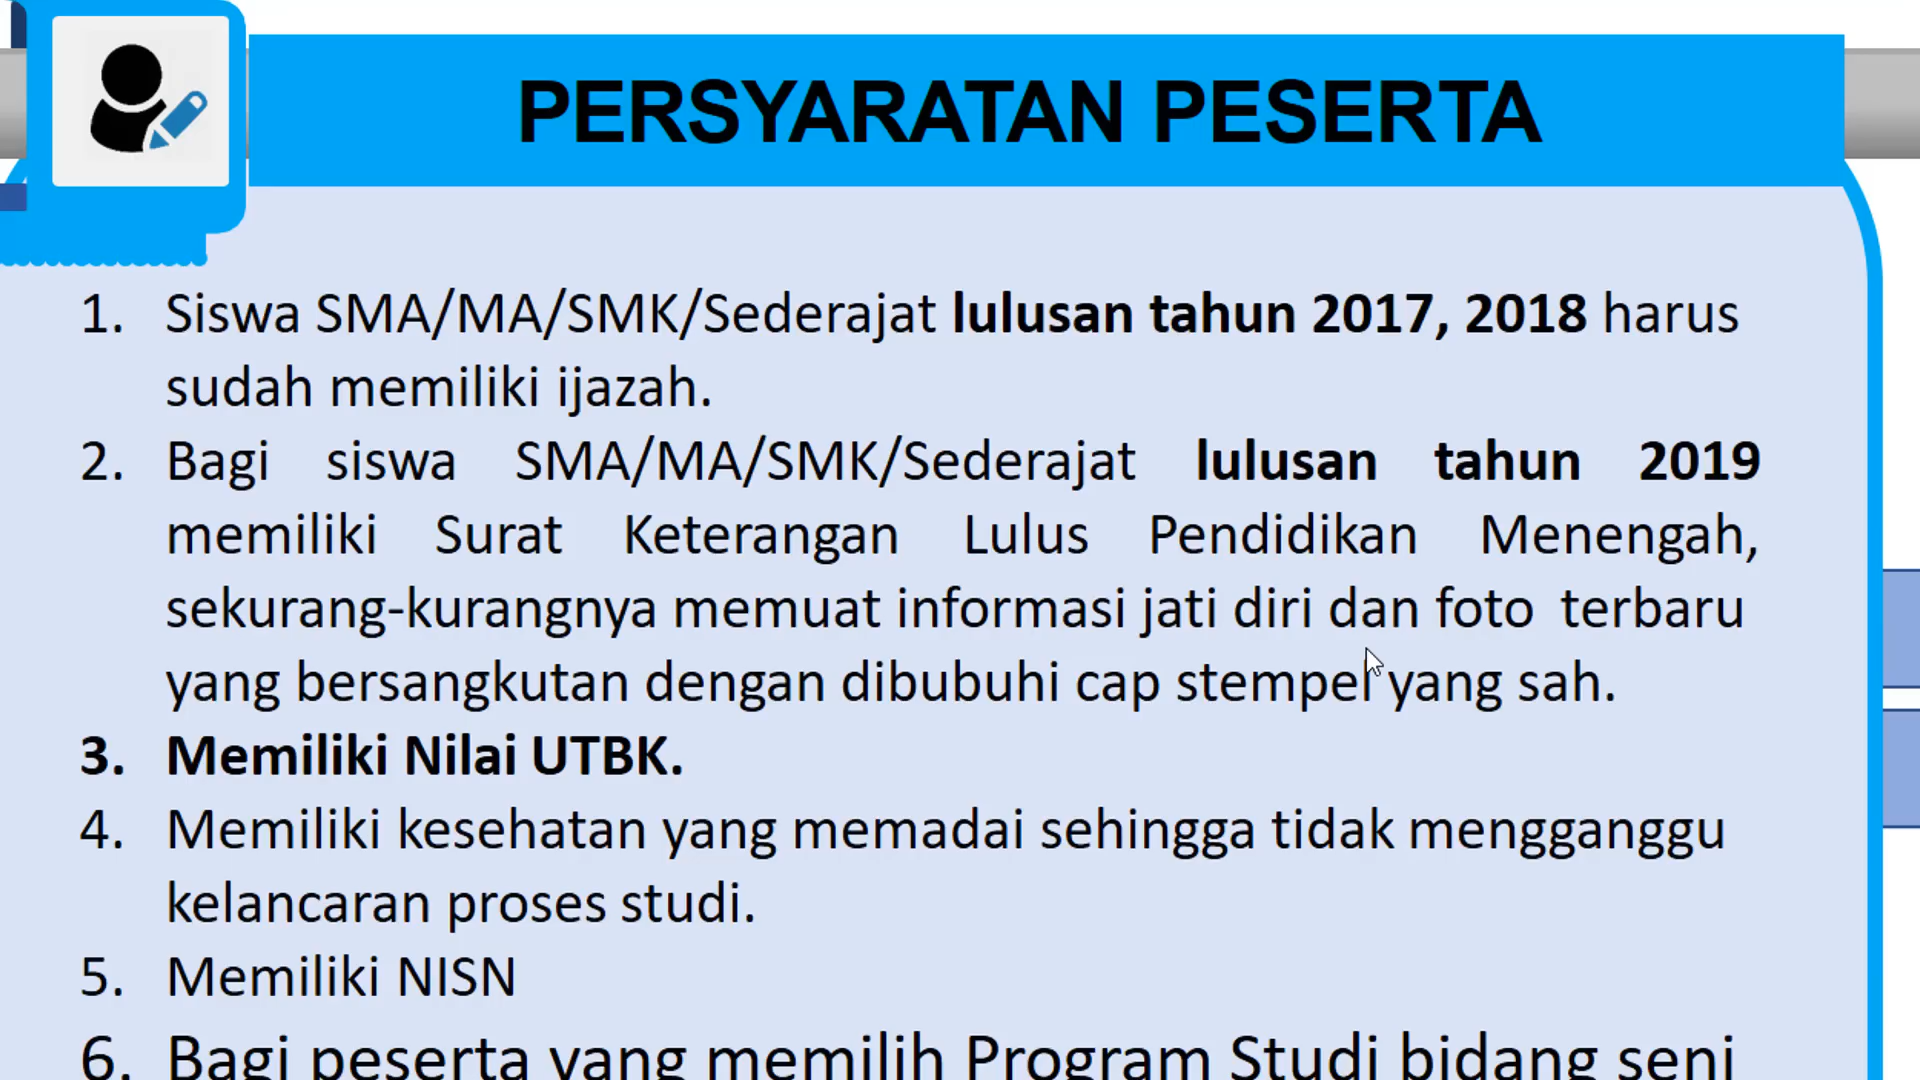 PERSYARATAN PESERTA
1. Siswa SMA/MA/SMK/Sederajat lulusan tahun 2017, 2018 harus
sudah memiliki ijazah.
2. Bagi siswa SMA/MA/SMK/Sederajat lulusan tahun 2019
memiliki Surat Keterangan Lulus Pendidikan Menengah,
sekurang-kurangnya memuat informasi jati diri dan foto terbaru
yang bersangkutan dengan dibubuhi cap stempel yang sah.
3. Memiliki Nilai UTBK.
4. Memiliki kesehatan yang memadai sehingga tidak mengganggu
kelancaran proses studi.
5. Memiliki NISN
6. Bagi peserta yang memilih Program Studi bidang seni